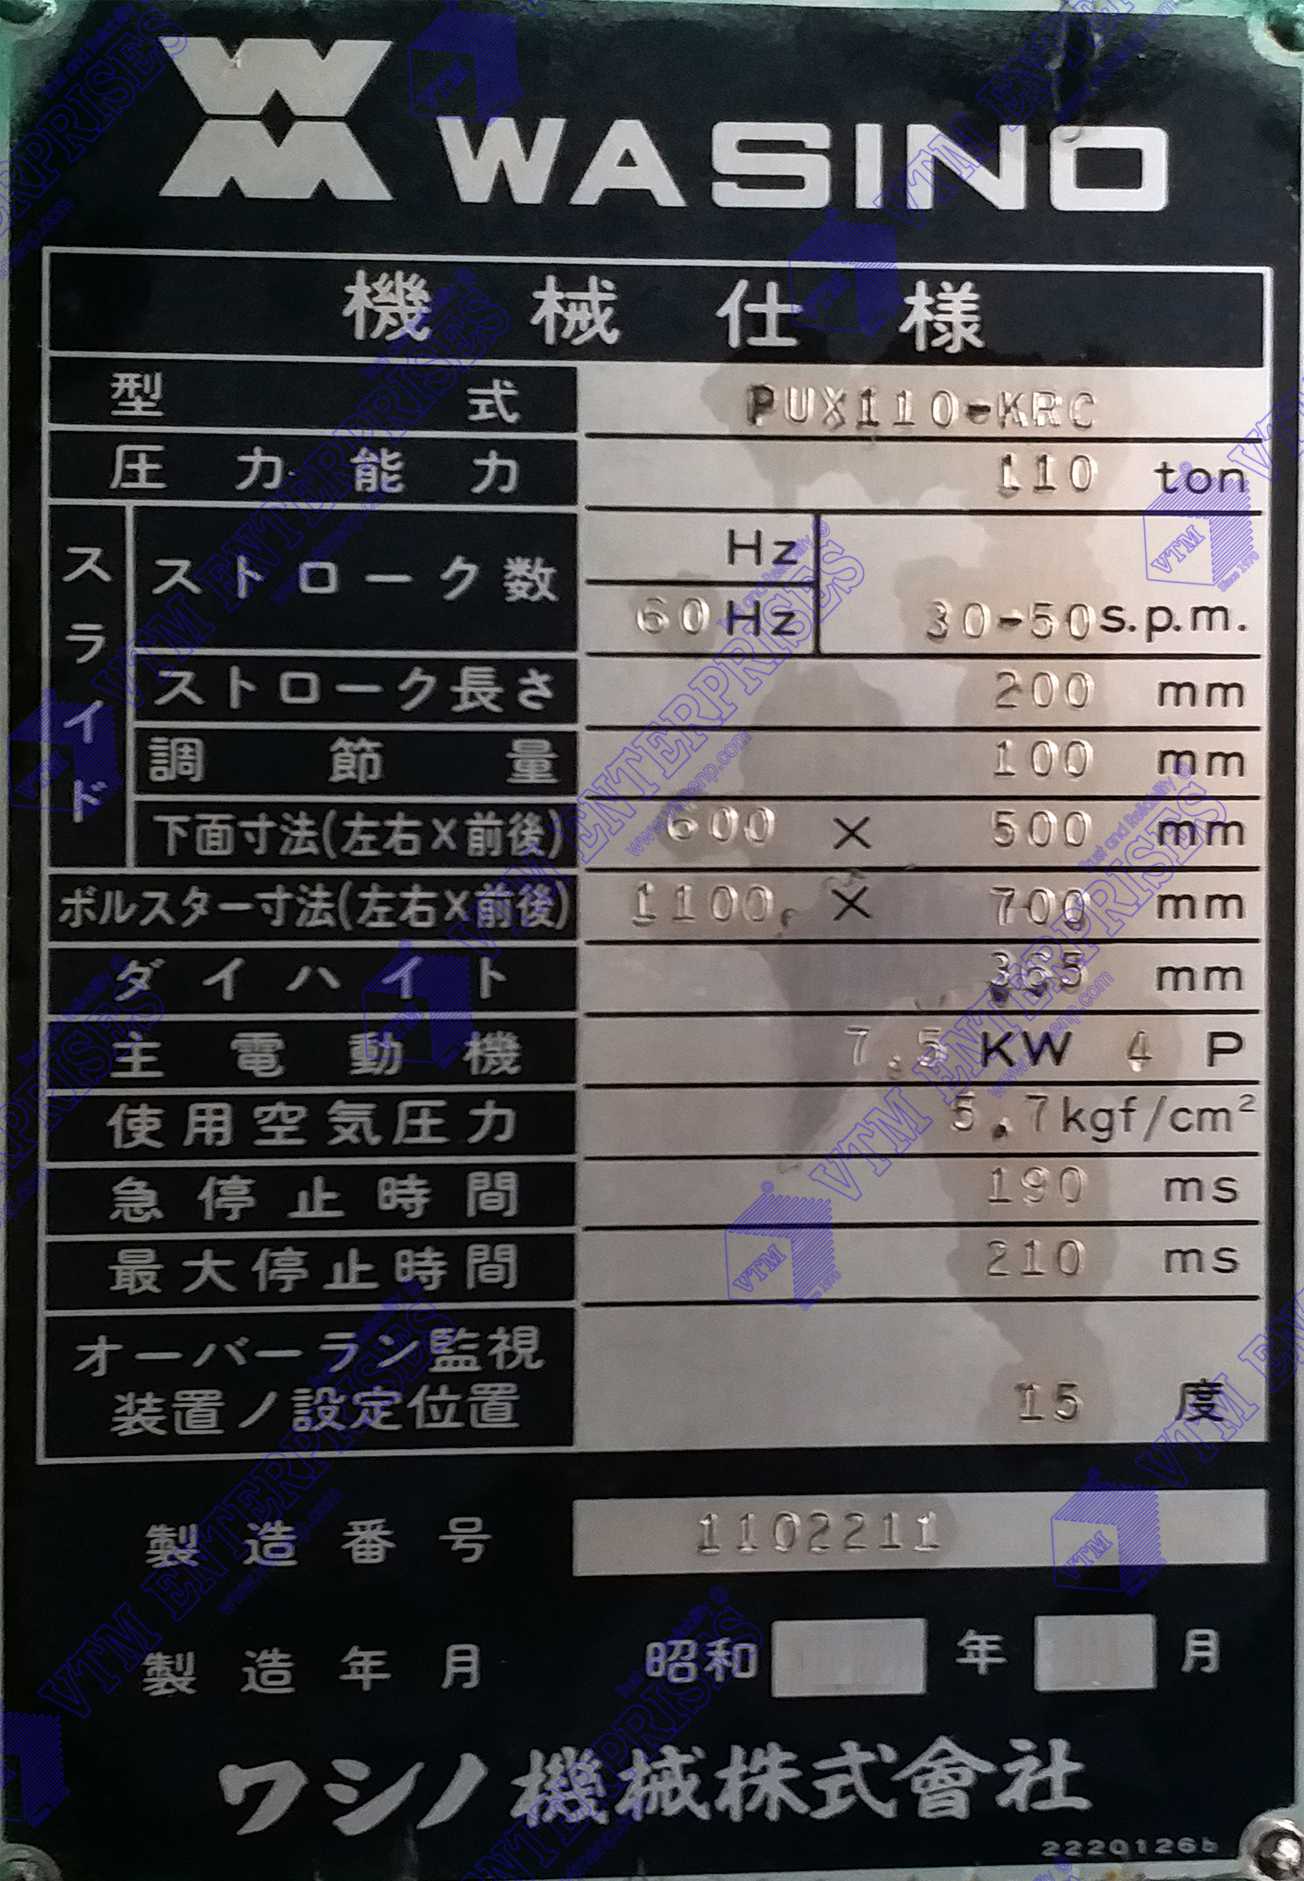 WASINO
機械仕様
型式 PUX110-KRC
圧力能力 110 ton
スライド
ストローク数 Hz
60Hz 30-50s.p.m.
ストローク長さ 200 mm
調節量 100 mm
下面寸法(左右×前後) 600 × 500 mm
ボルスター寸法(左右×前後) 1100 × 700 mm
ダイハイト 365 mm
主電動機 7.5 KW 4 P
使用空気圧力 5.7kgf/cm²
急停止時間 190 ms
最大停止時間 210 ms
オーバーラン監視
装置ノ設定位置 15 度
製造番号 1102211
製造年月 昭和 年 月
ワシノ機械株式會社
2220126b
VTM ENTERPRISES